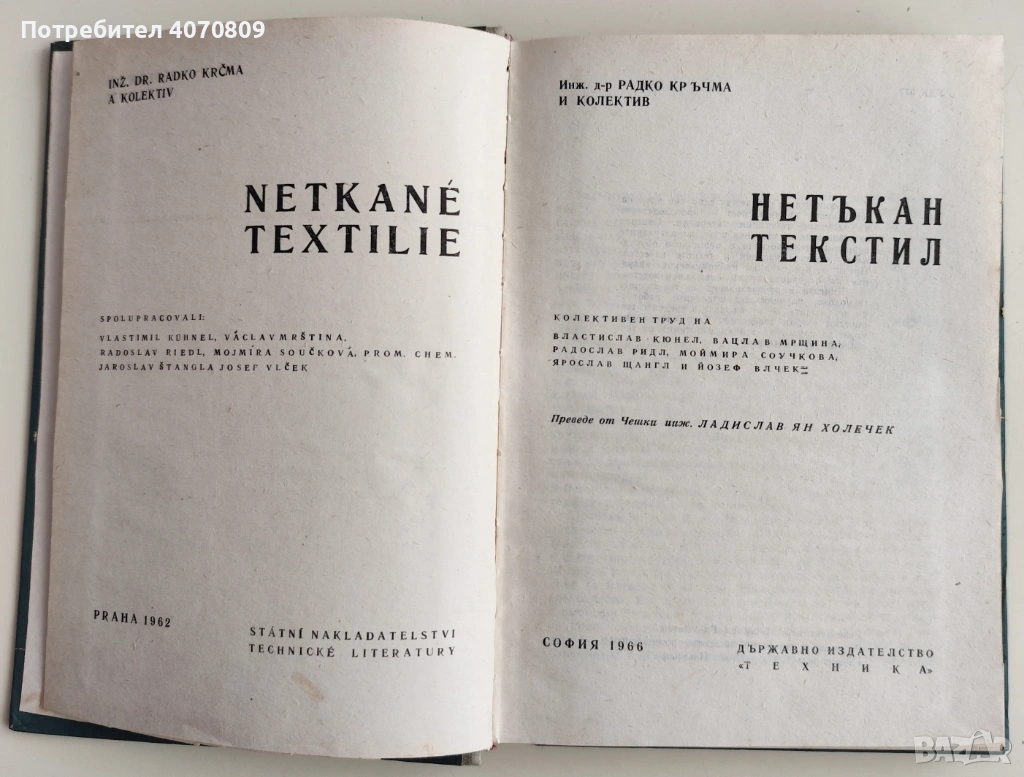 Потребител 4070809
INŽ. DR. RADKO KRČMA
A KOLEKTIV
NETKANÉ
TEXTILIE
SPOLUPRACOVALI:
VLASTIMIL KÜHNEL, VÁCLAV MRŠTINA,
RADOSLAV RIEDL, MOJMÍRA SOUČKOVÁ, PROM. CHEM.
JAROSLAV ŠTANGLA JOSEF VLČEK
PRAHA 1962
STÁTNÍ NAKLADATELSTVI
TECHNICKÉ LITERATURY
Инж. д-р РАДКО КРЪЧМА
И КОЛЕКТИВ
НЕТЪКАН
ТЕКСТИЛ
КОЛЕКТИВЕН ТРУД НА
ВЛАСТИСЛАВ КЮНЕЛ, ВАЦЛАВ МРЩИНА,
РАДОСЛАВ РИДЛ, МОЙМИРА СОУЧКОВА,
ЯРОСЛАВ ЩАНГЛ И ЙОЗЕФ ВЛЧЕК
Преведе от Чешки инж. ЛАДИСЛАВ ЯН ХОЛЕЧЕК
СОФИЯ 1966
ДЪРЖАВНО ИЗДАТЕЛСТВО
«ТЕХНИКА»
BAZAR